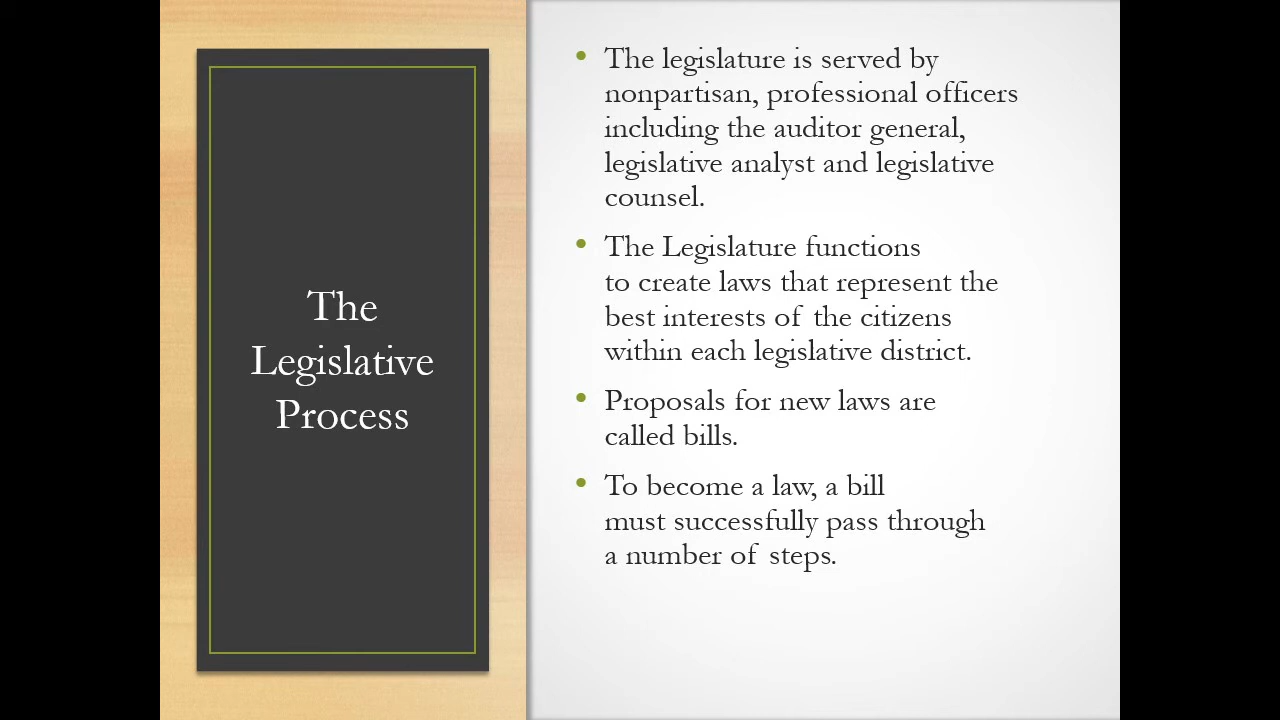 The
Legislative
Process
• The legislature is served by
nonpartisan, professional officers
including the auditor general,
legislative analyst and legislative
counsel.
• The Legislature functions
to create laws that represent the
best interests of the citizens
within each legislative district.
• Proposals for new laws are
called bills.
• To become a law, a bill
must successfully pass through
a number of steps.